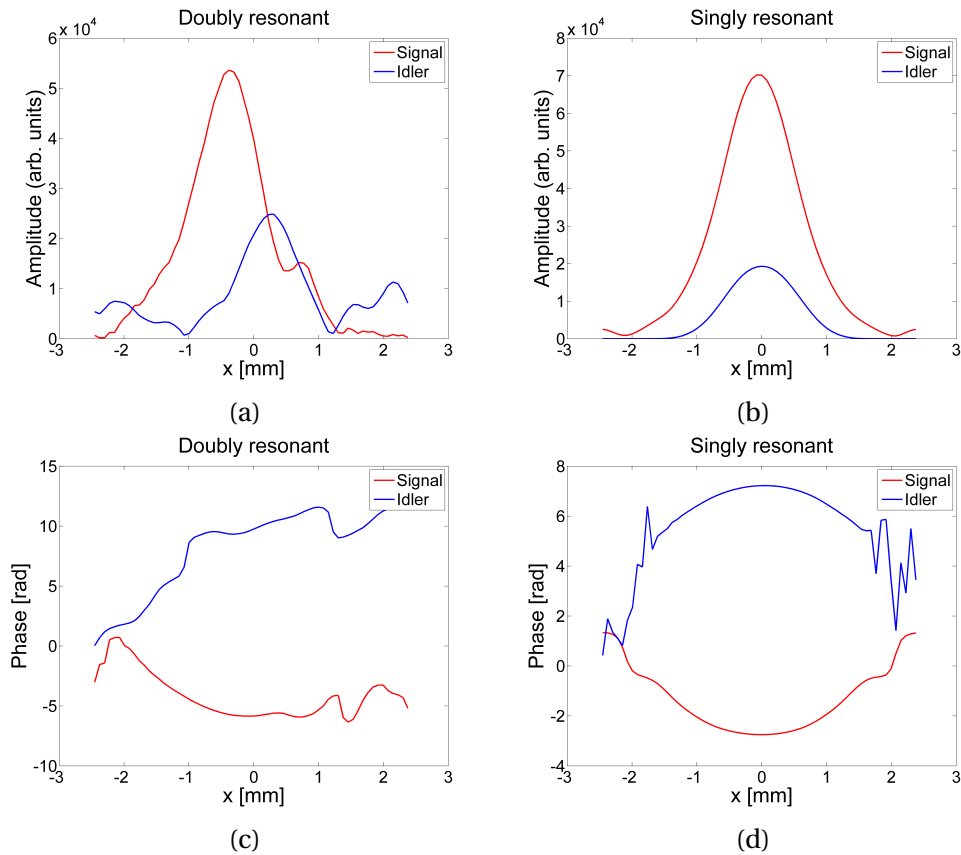 Doubly resonant
x 10⁴
Amplitude (arb. units)
6
5
4
3
2
1
0
-3 -2 -1 0 1 2 3
x [mm]
Signal
Idler
(a)
Singly resonant
x 10⁴
Amplitude (arb. units)
8
7
6
5
4
3
2
1
0
-3 -2 -1 0 1 2 3
x [mm]
Signal
Idler
(b)
Doubly resonant
Phase [rad]
15
10
5
0
-5
-10
-3 -2 -1 0 1 2 3
x [mm]
Signal
Idler
(c)
Singly resonant
Phase [rad]
8
6
4
2
0
-2
-4
-3 -2 -1 0 1 2 3
x [mm]
Signal
Idler
(d)